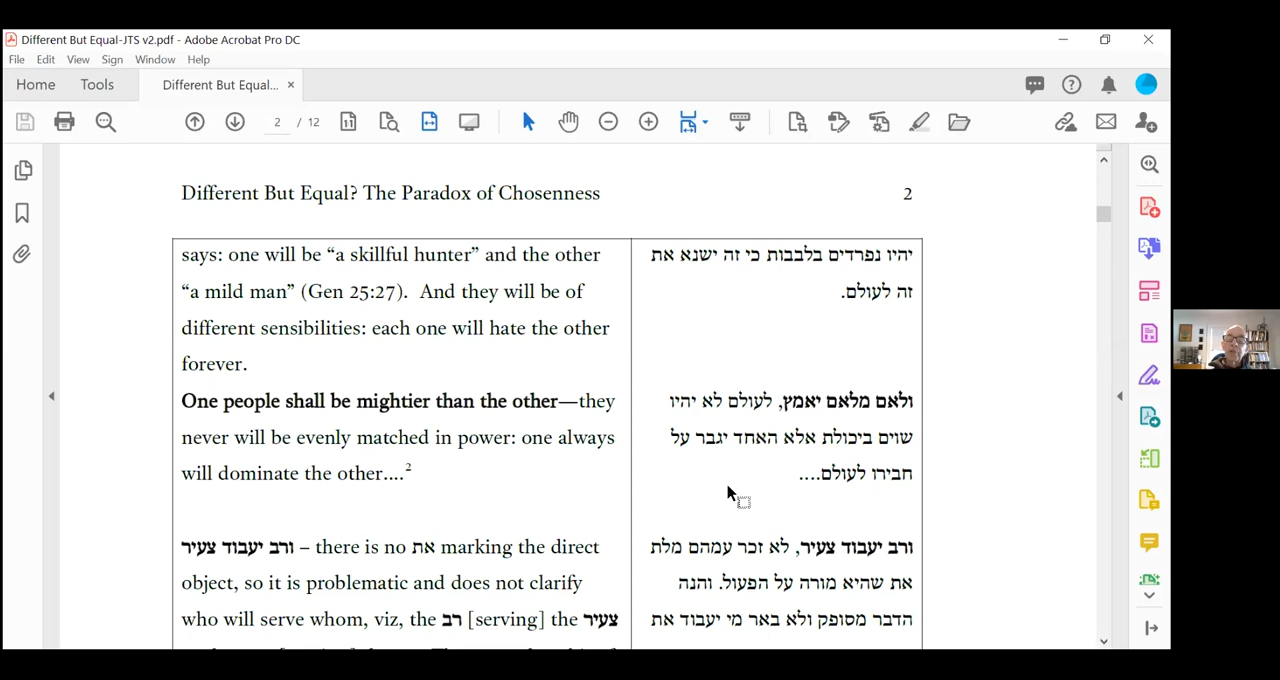 Different But Equal-JTS v2.pdf - Adobe Acrobat Pro DC
File Edit View Sign Window Help
Home Tools Different But Equal... ×
2 / 12
Different But Equal? The Paradox of Chosenness 2
says: one will be “a skillful hunter” and the other
“a mild man” (Gen 25:27). And they will be of
different sensibilities: each one will hate the other
forever.
One people shall be mightier than the other—they
never will be evenly matched in power: one always
will dominate the other....2
ורב יעבוד צעיר – there is no את marking the direct
object, so it is problematic and does not clarify
who will serve whom, viz, the רב [serving] the צעיר
יהיו נפרדים בלבבות כי זה ישנא את
זה לעולם.
ולאם מלאם יאמץ, לעולם לא יהיו
שוים ביכולת אלא האחד יגבר על
חבירו לעולם....
ורב יעבוד צעיר, לא זכר עמהם מלת
את שהיא מורה על הפעול. והנה
הדבר מסופק ולא באר מי יעבוד את